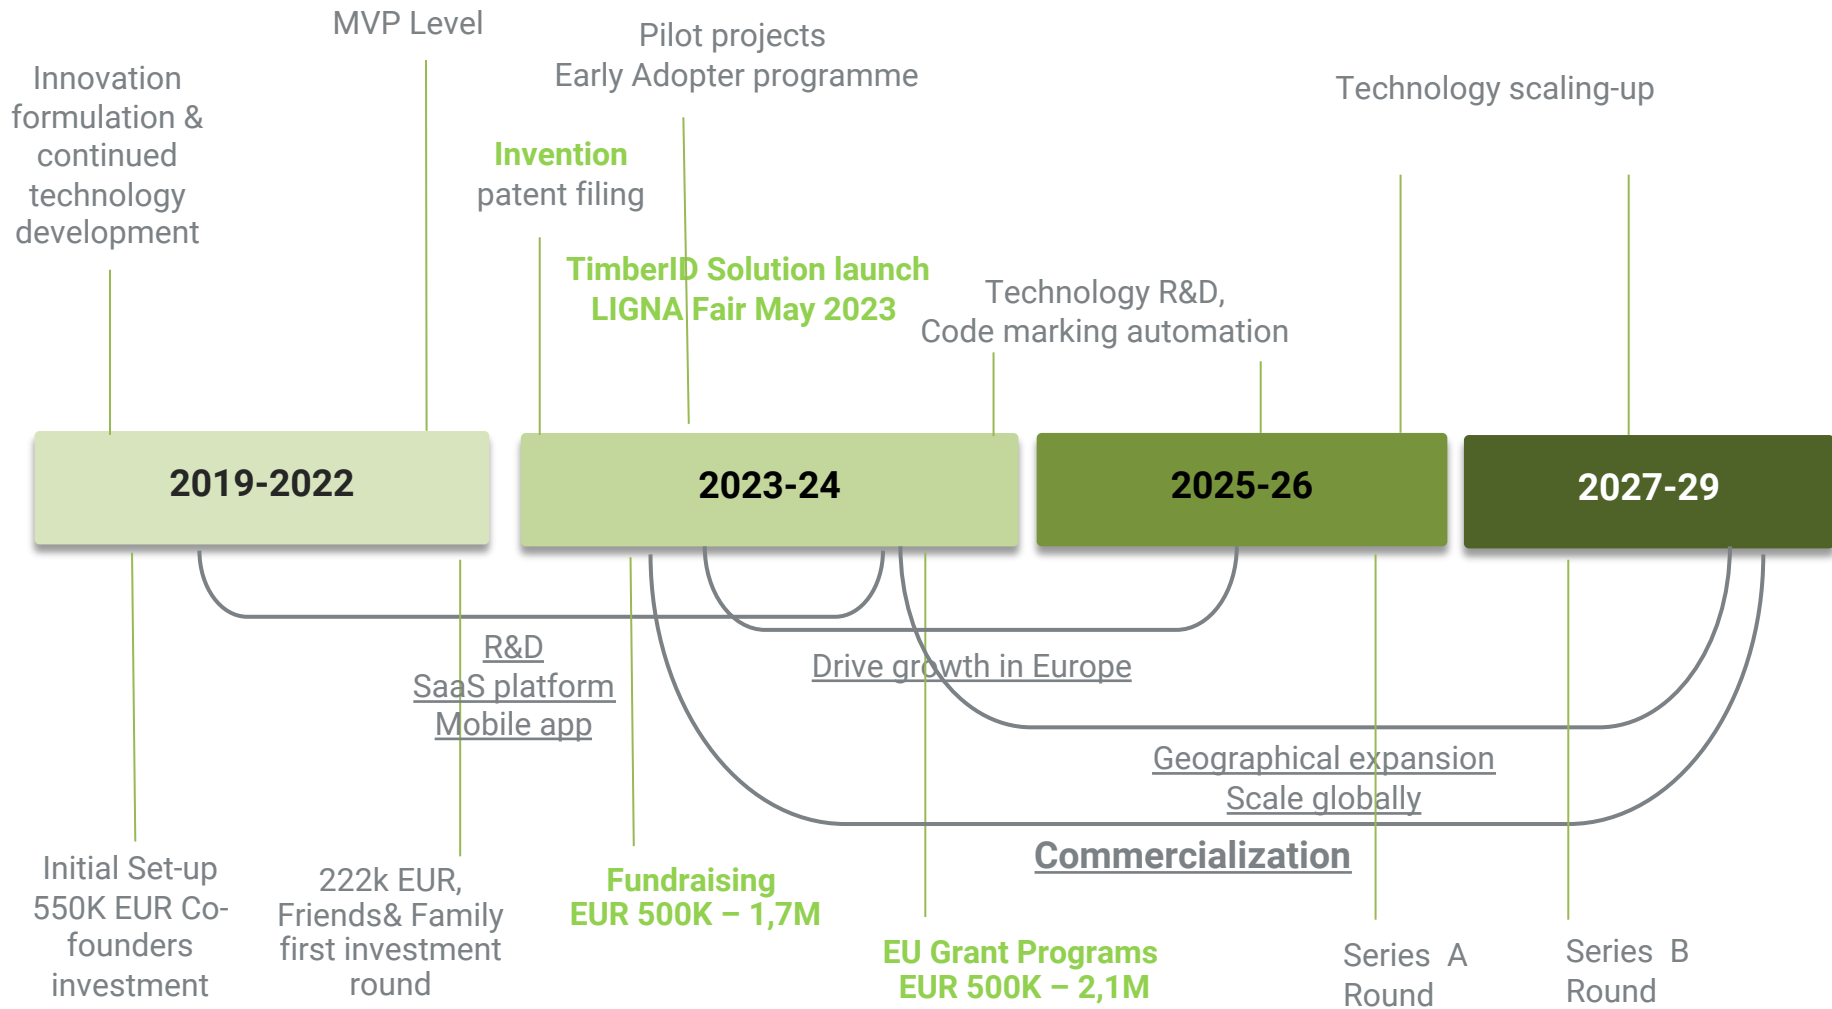 MVP Level
Innovation
formulation &
continued
technology
development
Pilot projects
Early Adopter programme
Invention
patent filing
TimberID Solution launch
LIGNA Fair May 2023
Technology R&D,
Code marking automation
Technology scaling-up
2019-2022
2023-24
2025-26
2027-29
R&D
SaaS platform
Mobile app
Drive growth in Europe
Geographical expansion
Scale globally
Commercialization
Initial Set-up
550K EUR Co-
founders
investment
222k EUR,
Friends& Family
first investment
round
Fundraising
EUR 500K – 1,7M
EU Grant Programs
EUR 500K – 2,1M
Series  A
Round
Series  B
Round